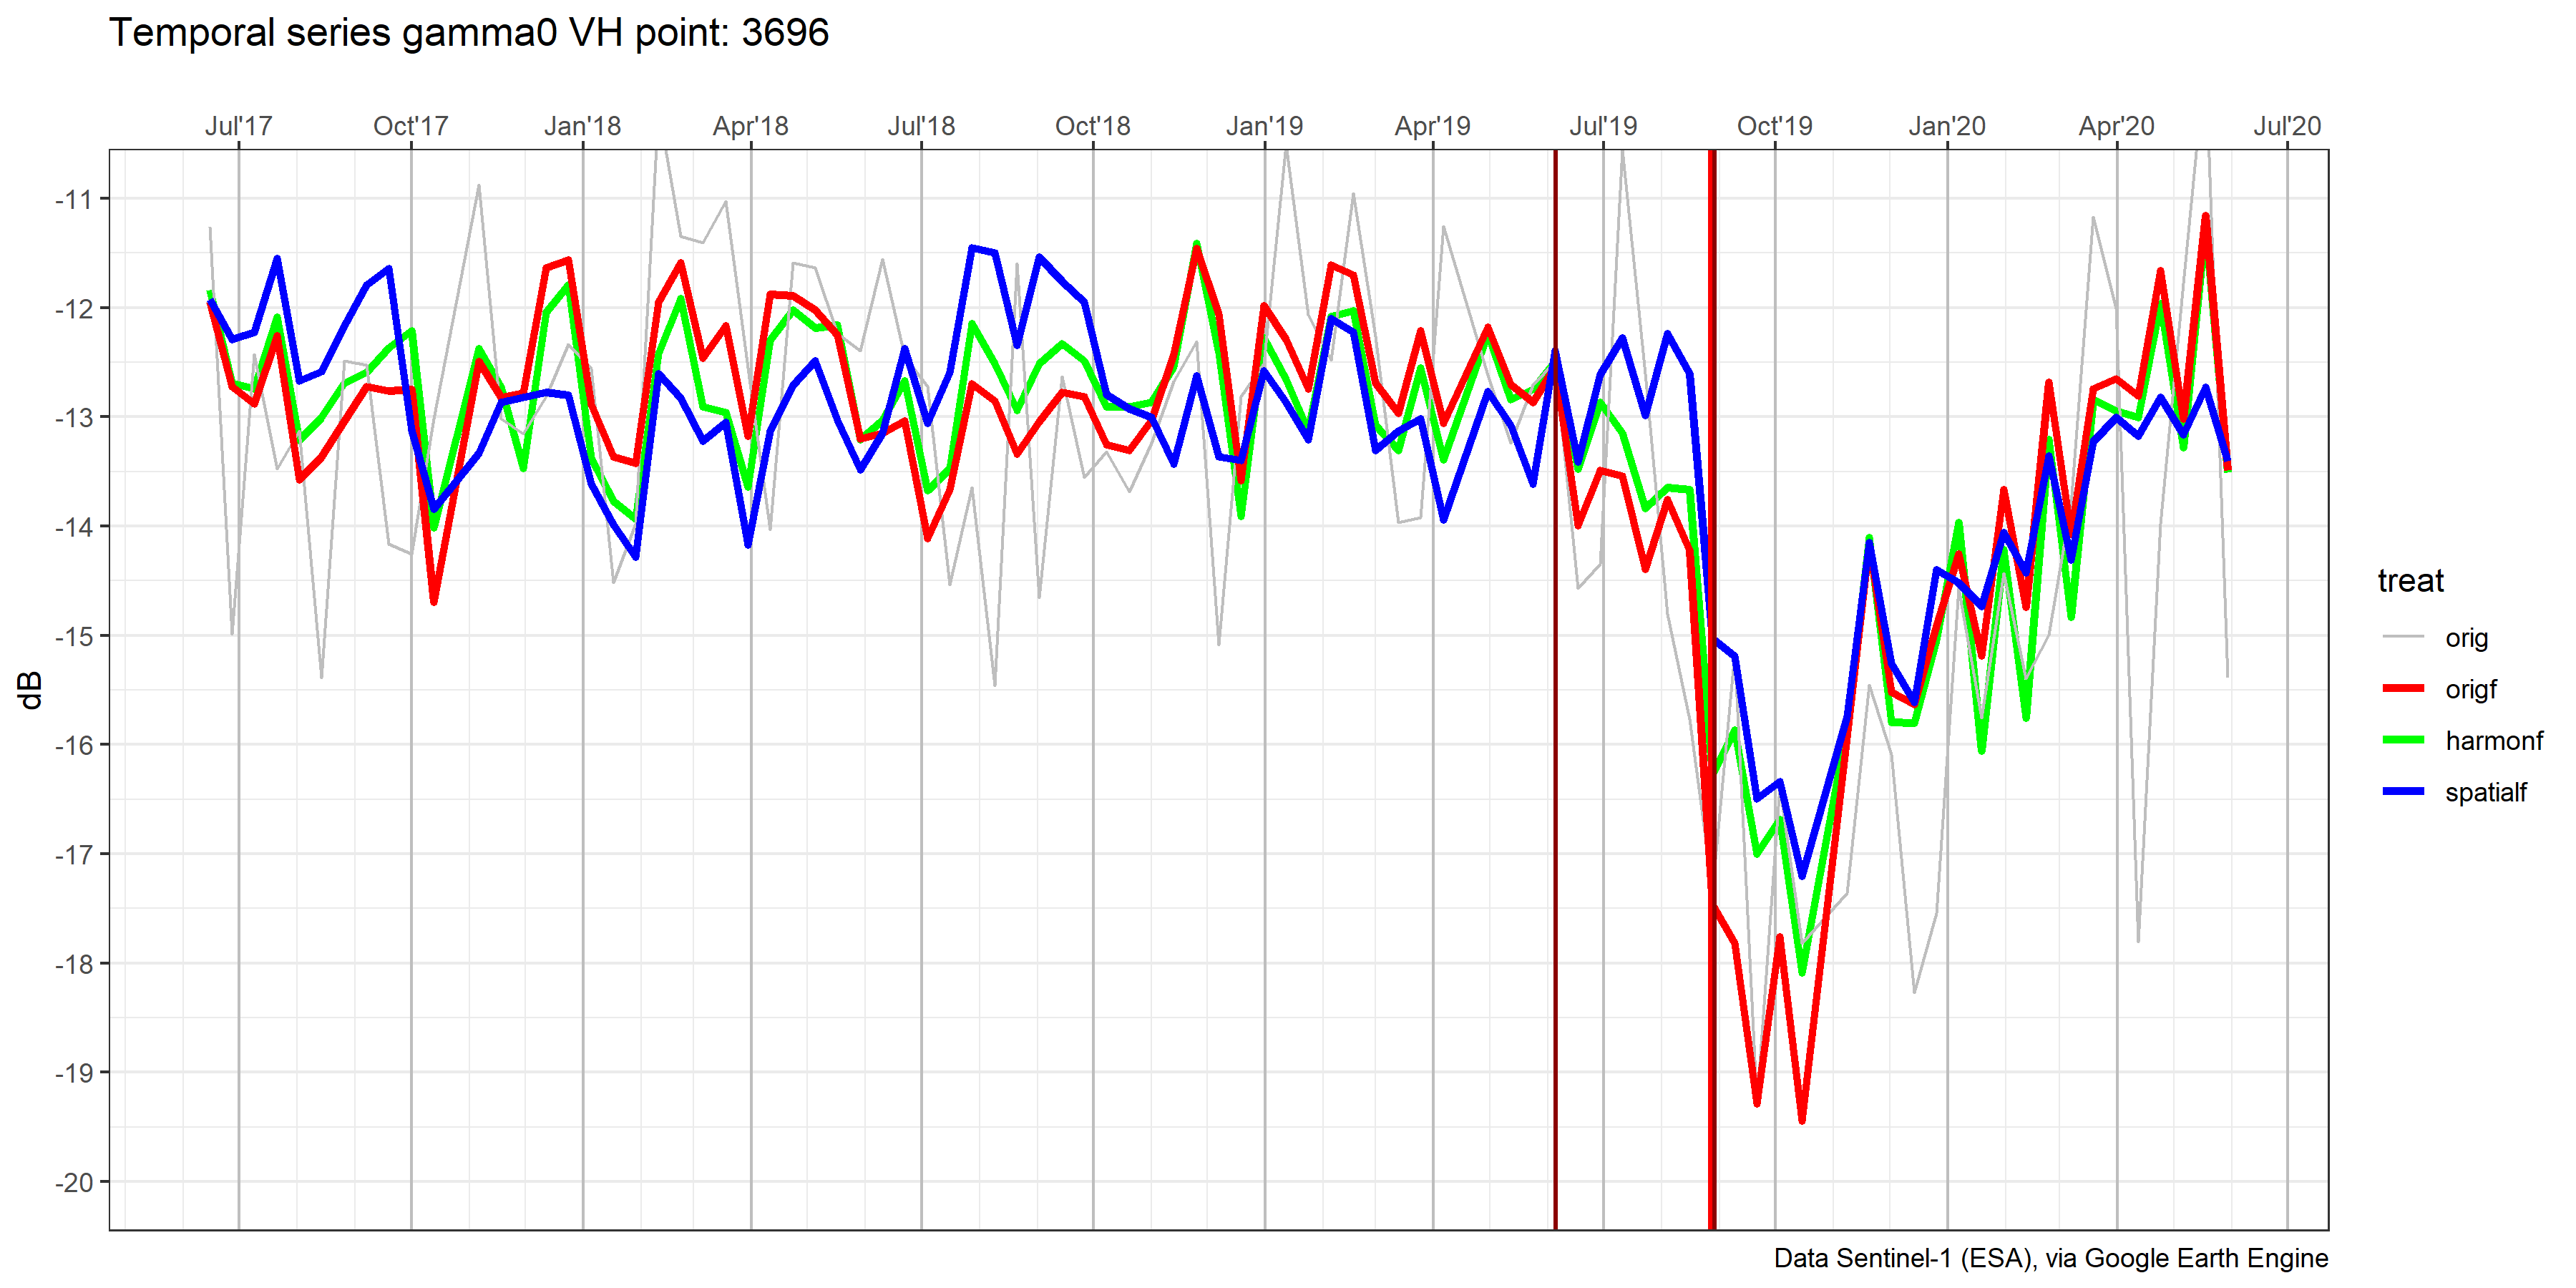 Temporal series gamma0 VH point: 3696
Jul'17 Oct'17 Jan'18 Apr'18 Jul'18 Oct'18 Jan'19 Apr'19 Jul'19 Oct'19 Jan'20 Apr'20 Jul'20
-11
-12
-13
-14
-15
-16
-17
-18
-19
-20
dB
treat
orig
origf
harmonf
spatialf
Data Sentinel-1 (ESA), via Google Earth Engine